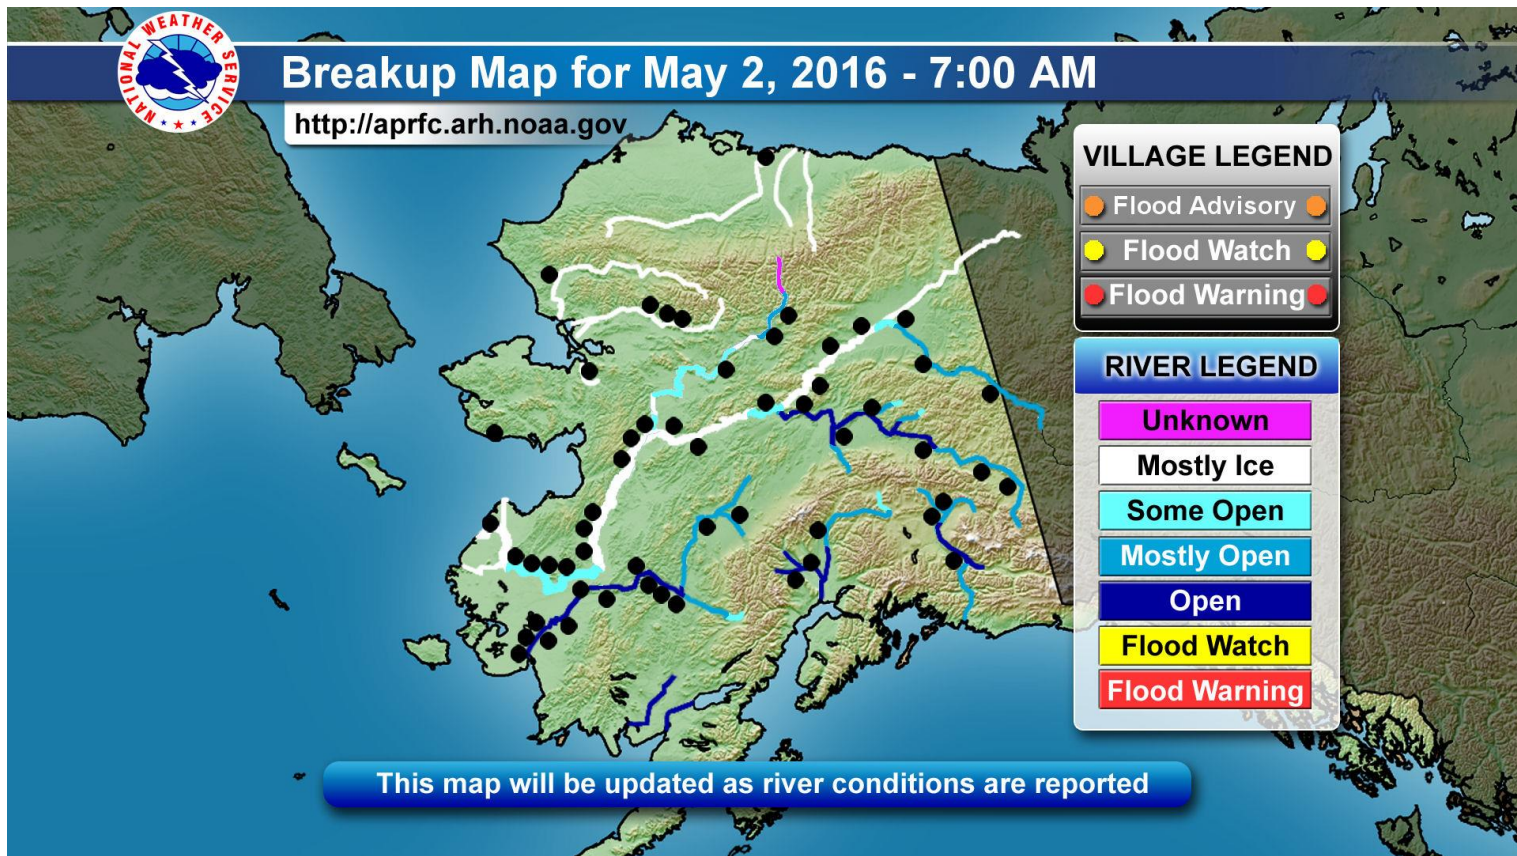 NATIONAL WEATHER SERVICE
Breakup Map for May 2, 2016 - 7:00 AM
http://aprfc.arh.noaa.gov
VILLAGE LEGEND
Flood Advisory
Flood Watch
Flood Warning
RIVER LEGEND
Unknown
Mostly Ice
Some Open
Mostly Open
Open
Flood Watch
Flood Warning
This map will be updated as river conditions are reported